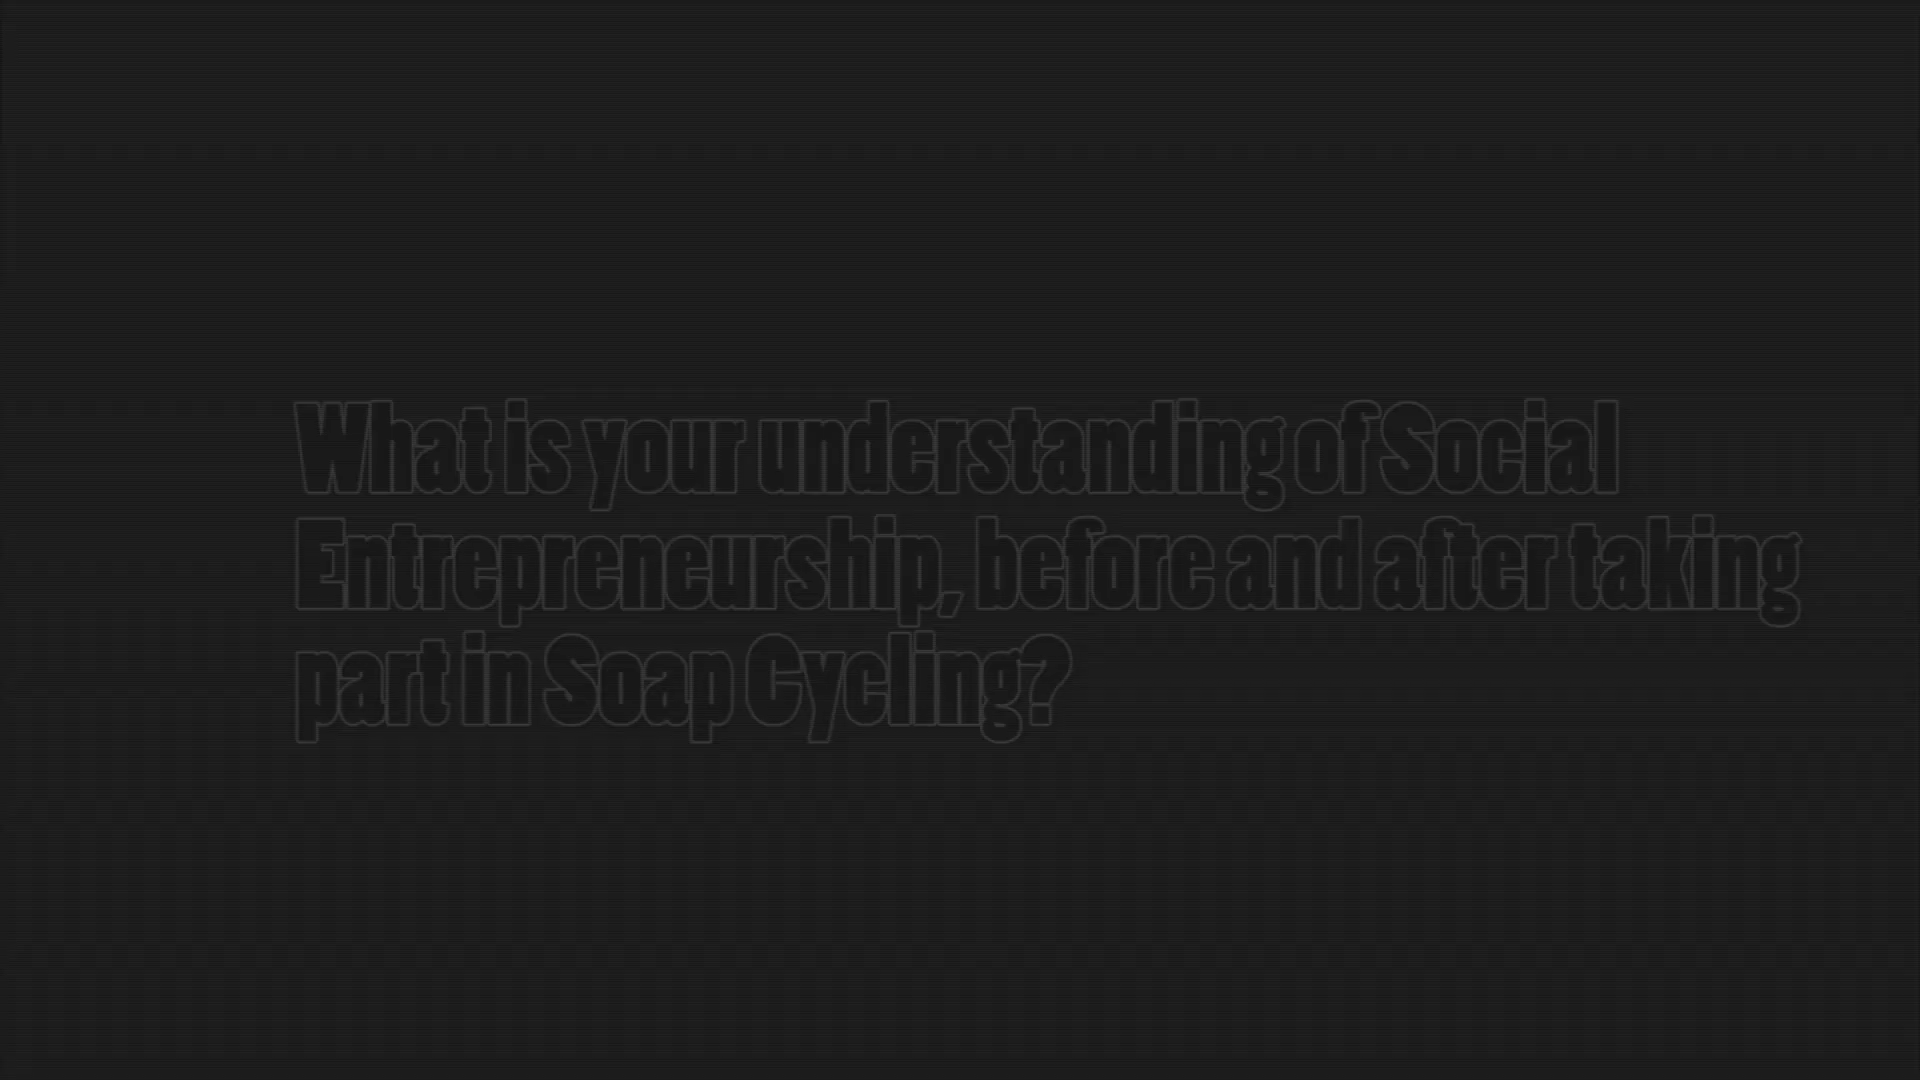 What is your understanding of Social
Entrepreneurship, before and after taking
part in Soap Cycling?